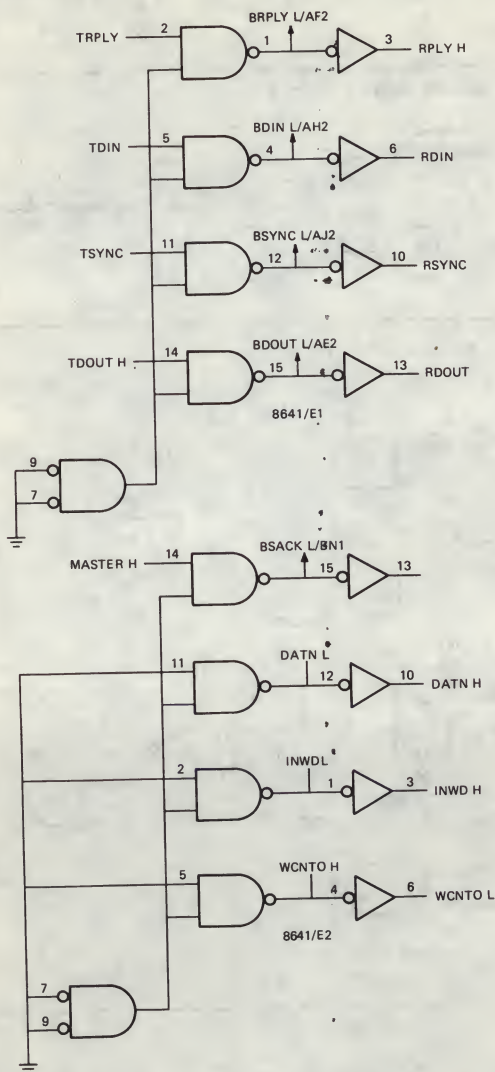 BRPLY L/AF2
TRPLY 2 1 3 RPLY H
BDIN L/AH2
TDIN 5 4 6 RDIN
BSYNC L/AJ2
TSYNC 11 12 10 RSYNC
BDOUT L/AE2
TDOUT H 14 15 13 RDOUT
8641/E1
9
7
BSACK L/BN1
MASTER H 14 15 13
DATN L
11 12 10 DATN H
INWDL
2 1 3 INWD H
WCNTO H
5 4 6 WCNTO L
8641/E2
7
9